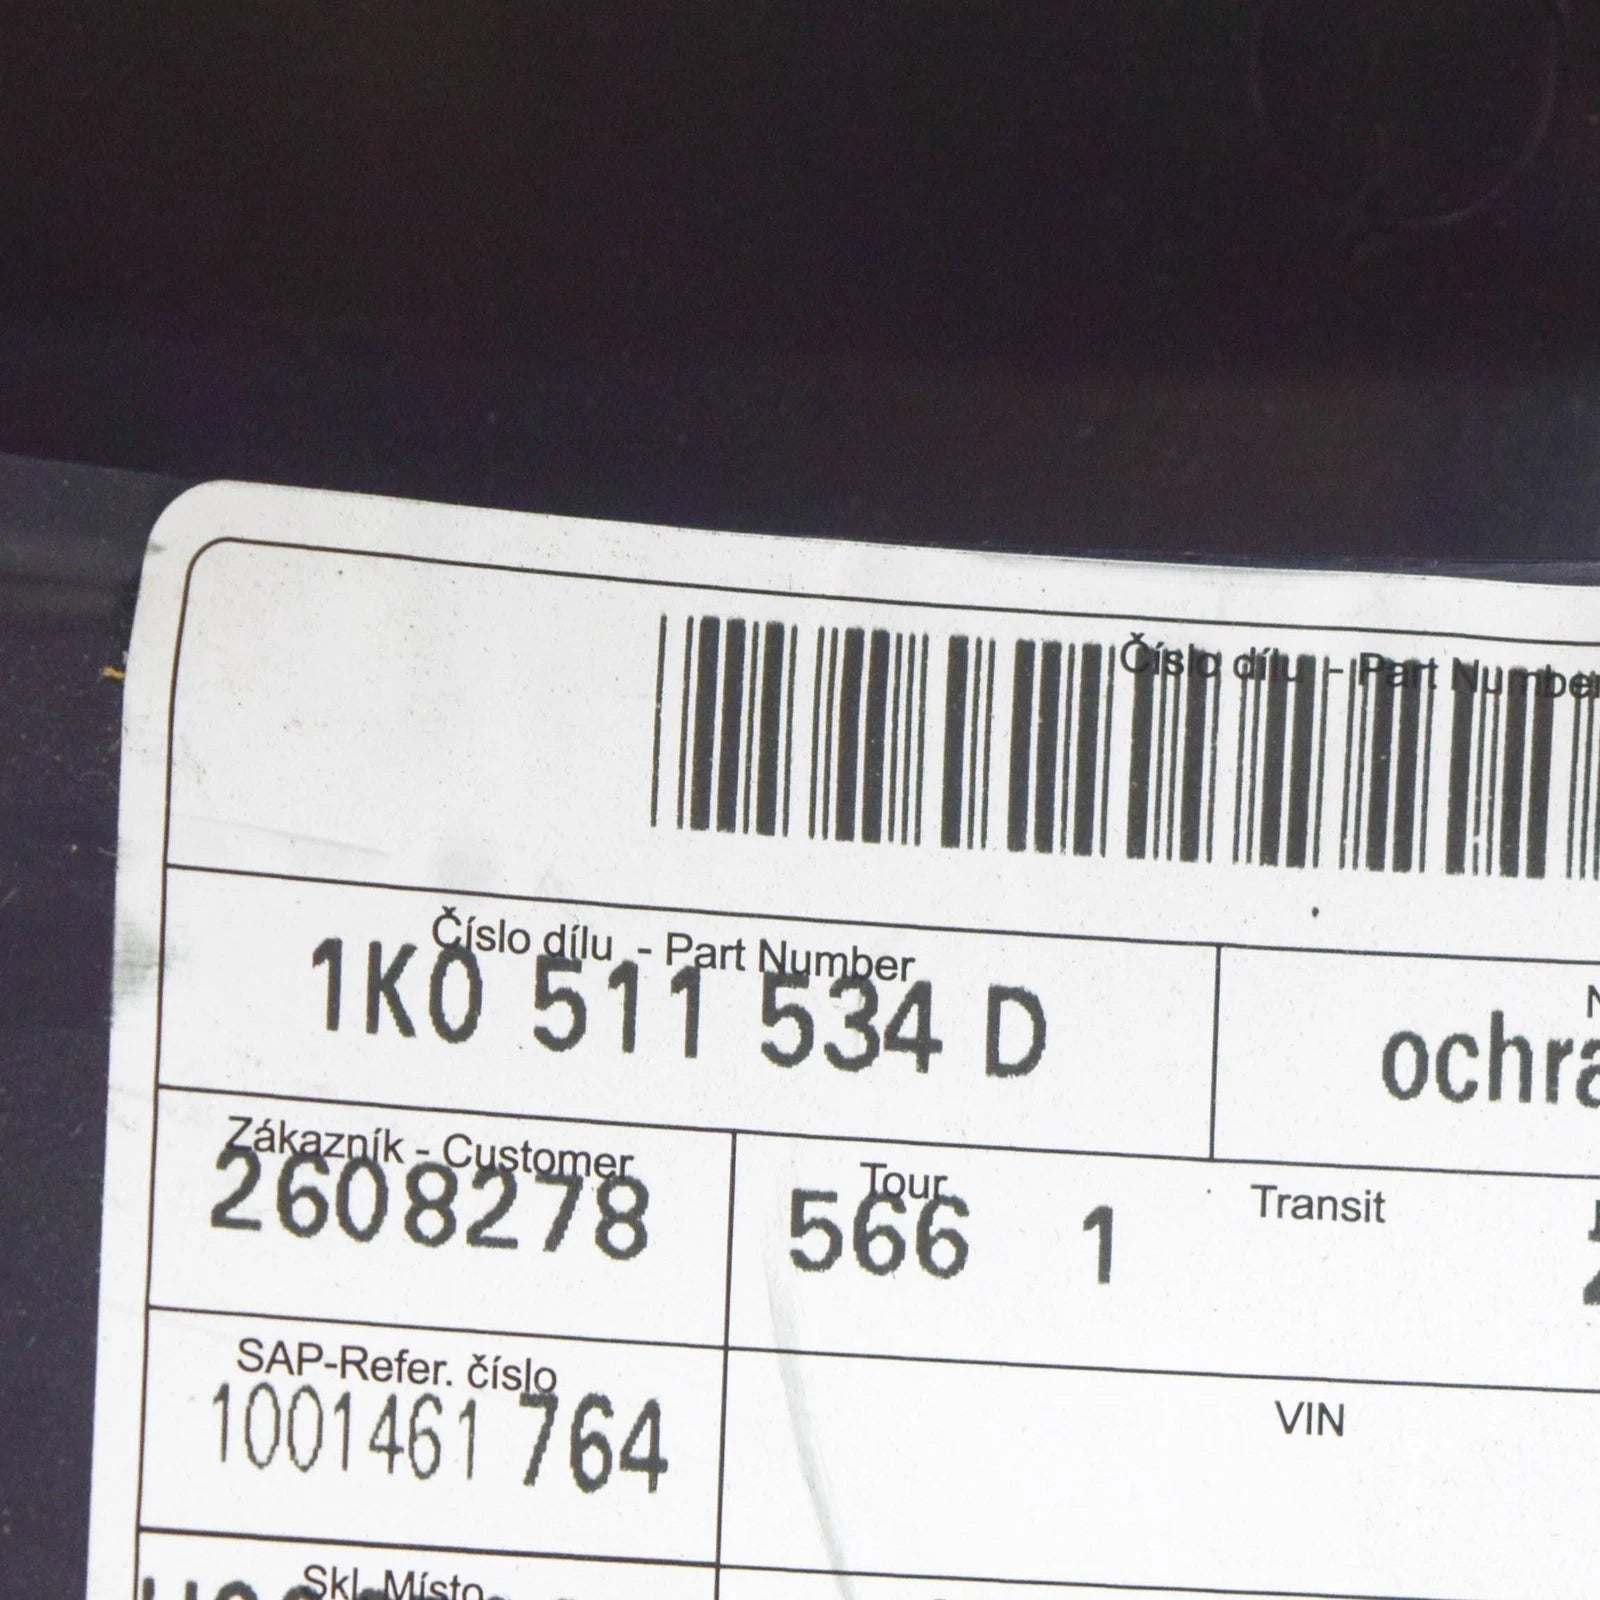 Číslo dílu - Part Number
Číslo dílu - Part Number
1K0 511 534 D
ochra
Zákazník - Customer
2608278
Tour
566 1
Transit
SAP-Refer. číslo
1001461 764
VIN
Skl. Místo